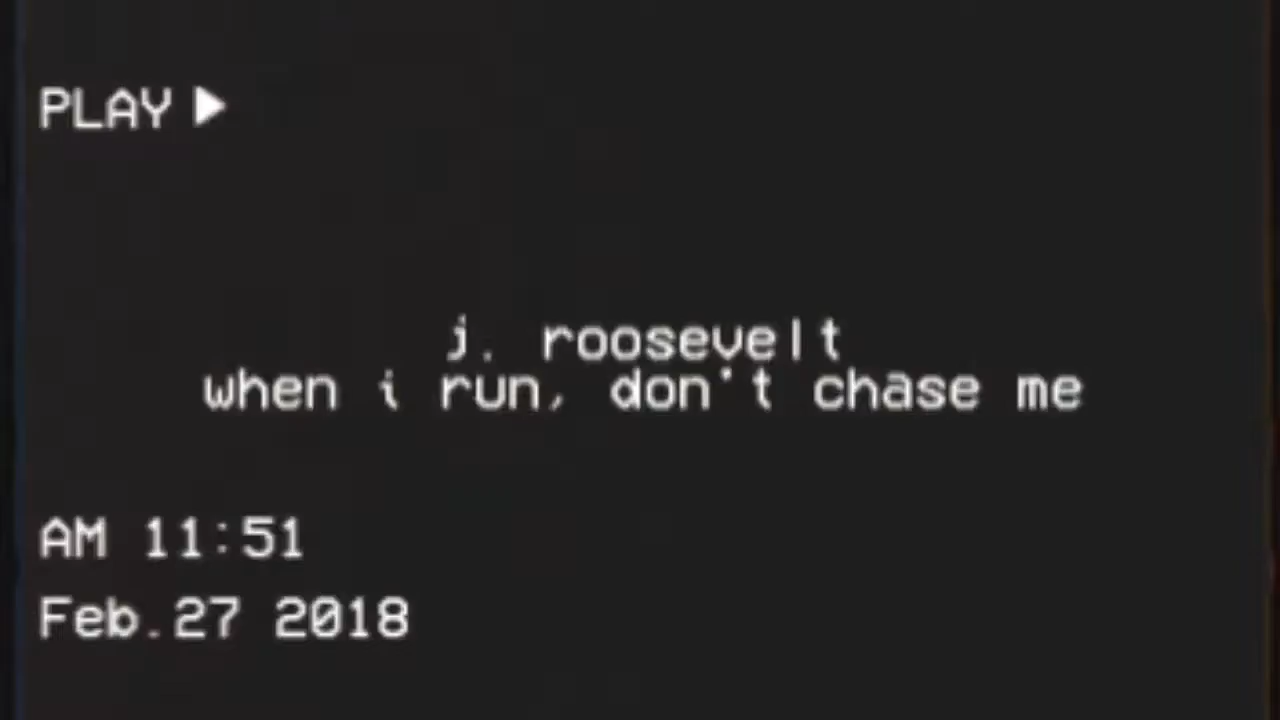 PLAY ▶
j. roosevelt
when i run, don't chase me
AM 11:51
Feb.27 2018